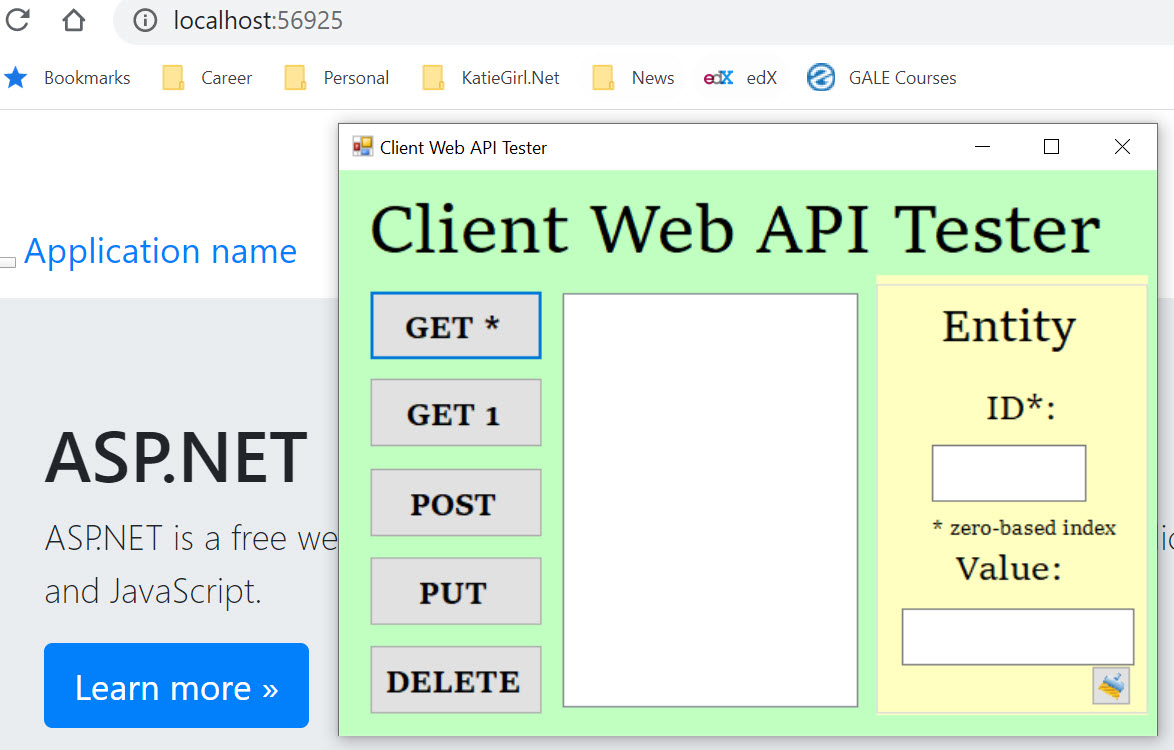 localhost:56925
Bookmarks Career Personal KatieGirl.Net News edX edX GALE Courses
Client Web API Tester
Application name
Client Web API Tester
GET *
GET 1
POST
PUT
DELETE
Entity
ID*:
* zero-based index
Value:
ASP.NET
ASP.NET is a free we
and JavaScript.
Learn more »